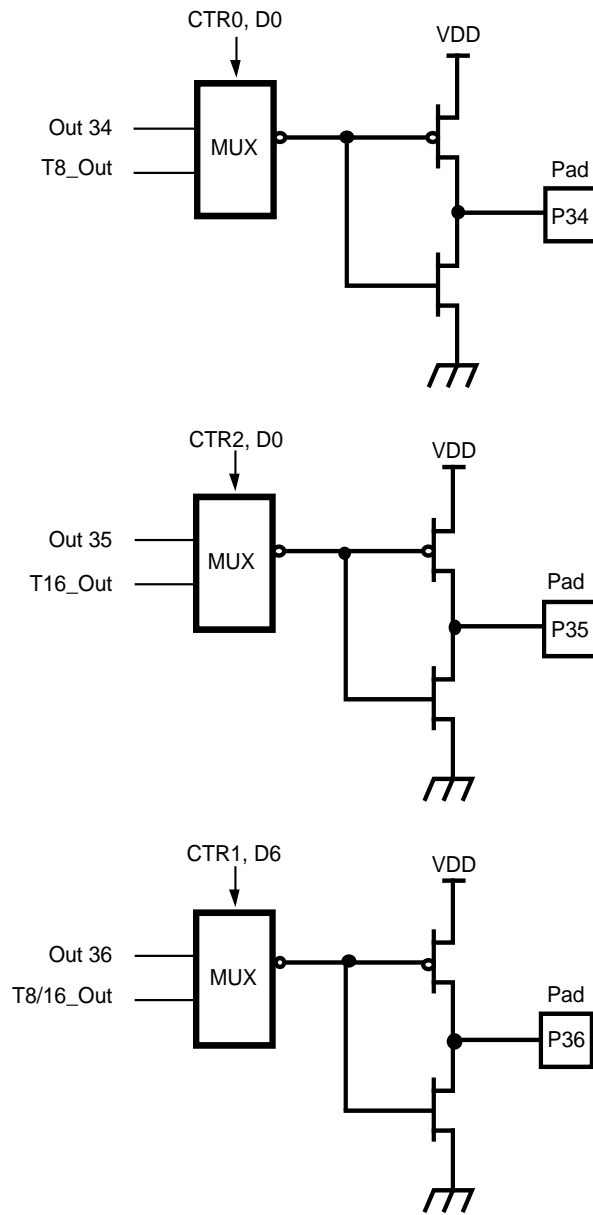 CTR0, D0
VDD
Out 34
MUX
T8_Out
Pad
P34
CTR2, D0
VDD
Out 35
MUX
T16_Out
Pad
P35
CTR1, D6
VDD
Out 36
MUX
T8/16_Out
Pad
P36